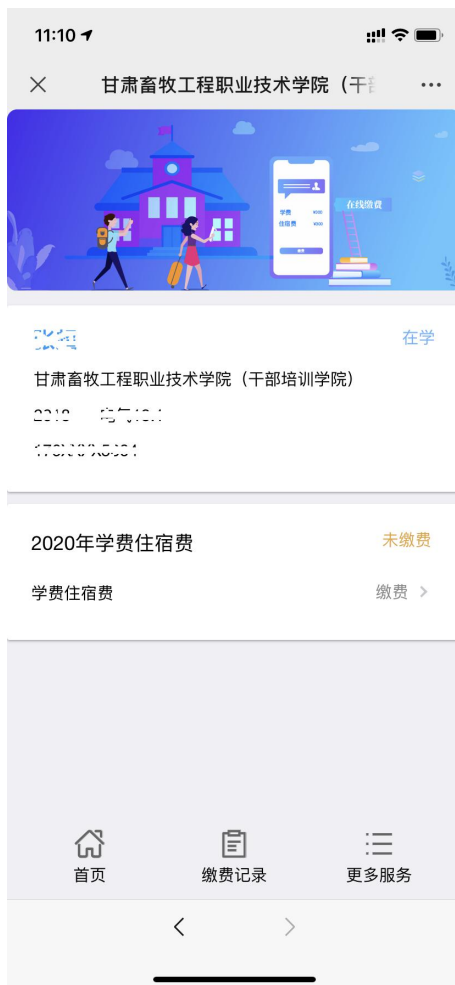 11:10
甘肃畜牧工程职业技术学院（干
学费
住宿费
在线缴费
在学
甘肃畜牧工程职业技术学院（干部培训学院）
2020年学费住宿费
未缴费
学费住宿费
缴费
首页
缴费记录
更多服务